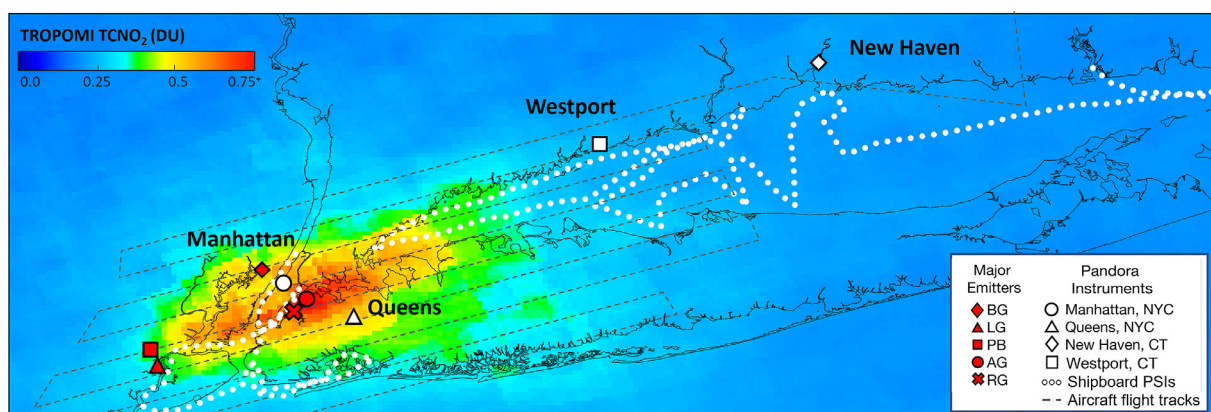 TROPOMI TCNO₂ (DU)
0.0 0.25 0.5 0.75⁺
New Haven
Westport
Manhattan
Queens
Major Emitters
BG
LG
PB
AG
RG
Pandora Instruments
Manhattan, NYC
Queens, NYC
New Haven, CT
Westport, CT
Shipboard PSIs
Aircraft flight tracks